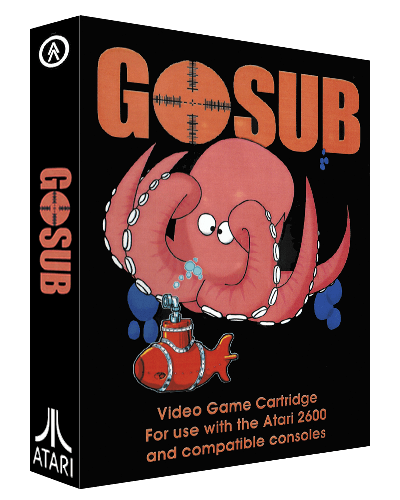 GOSUB
GOSUB
Video Game Cartridge
For use with the Atari 2600
and compatible consoles
ATARI